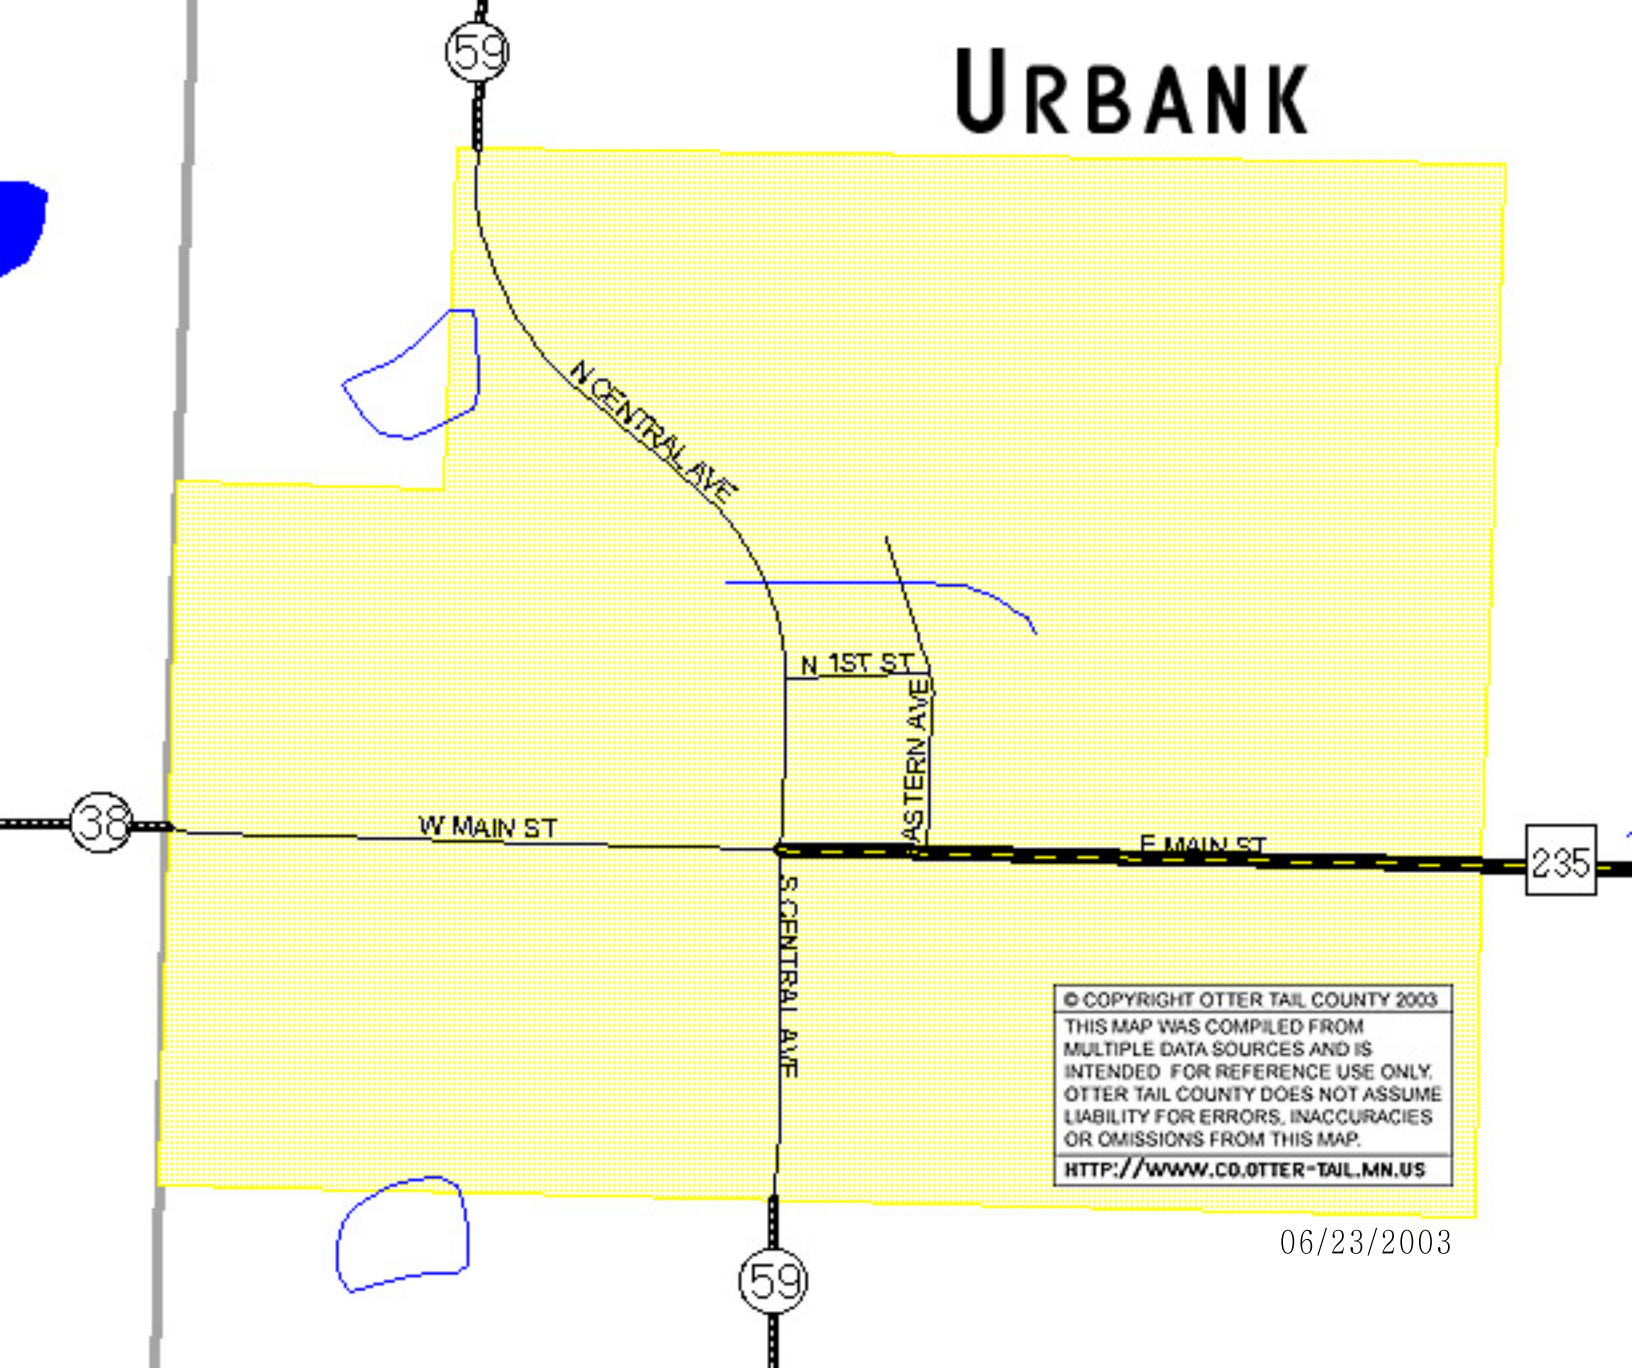 59
URBANK
N CENTRAL AVE
N 1ST ST
ASTERN AVE
38
W MAIN ST
E MAIN ST
235
S CENTRAL AVE
© COPYRIGHT OTTER TAIL COUNTY 2003
THIS MAP WAS COMPILED FROM
MULTIPLE DATA SOURCES AND IS
INTENDED FOR REFERENCE USE ONLY.
OTTER TAIL COUNTY DOES NOT ASSUME
LIABILITY FOR ERRORS, INACCURACIES
OR OMISSIONS FROM THIS MAP.
HTTP://WWW.CO.OTTER-TAIL.MN.US
06/23/2003
59